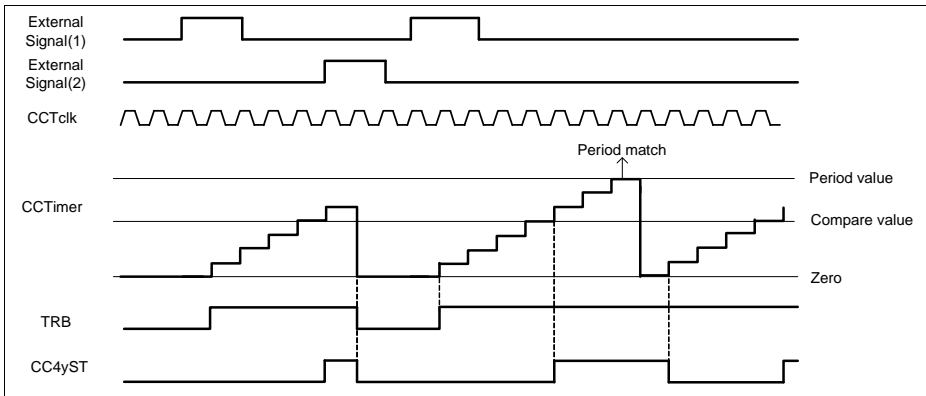 External
Signal(1)
External
Signal(2)
CCTclk
Period match
Period value
CCTimer
Compare value
Zero
TRB
CC4yST